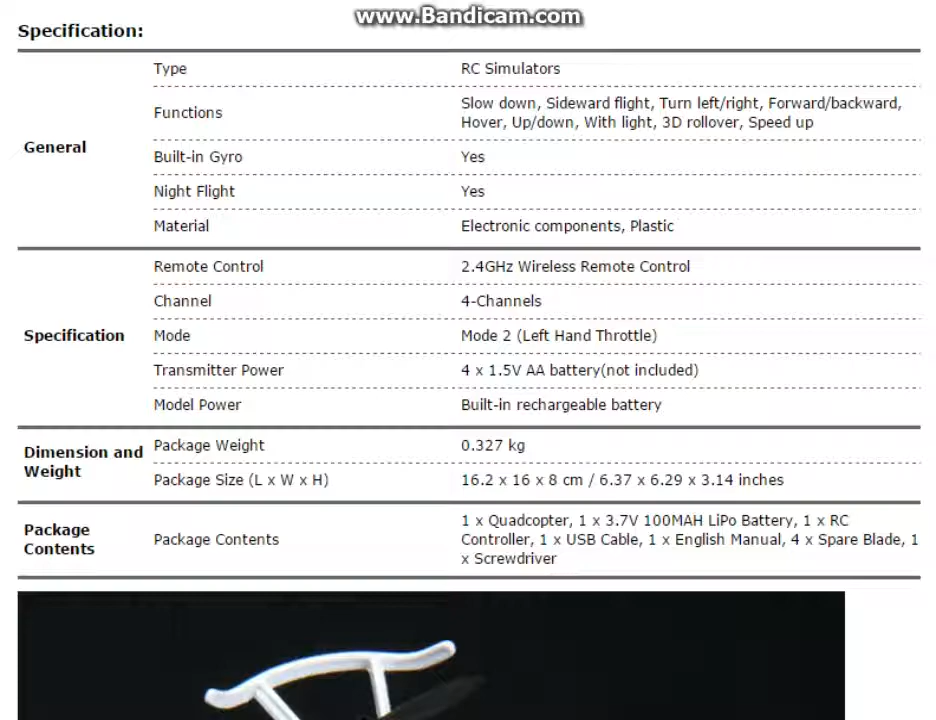 www.Bandicam.com
Specification:
General
Type
RC Simulators
Functions
Slow down, Sideward flight, Turn left/right, Forward/backward,
Hover, Up/down, With light, 3D rollover, Speed up
Built-in Gyro
Yes
Night Flight
Yes
Material
Electronic components, Plastic
Specification
Remote Control
2.4GHz Wireless Remote Control
Channel
4-Channels
Mode
Mode 2 (Left Hand Throttle)
Transmitter Power
4 x 1.5V AA battery(not included)
Model Power
Built-in rechargeable battery
Dimension and
Weight
Package Weight
0.327 kg
Package Size (L x W x H)
16.2 x 16 x 8 cm / 6.37 x 6.29 x 3.14 inches
Package
Contents
Package Contents
1 x Quadcopter, 1 x 3.7V 100MAH LiPo Battery, 1 x RC
Controller, 1 x USB Cable, 1 x English Manual, 4 x Spare Blade, 1
x Screwdriver